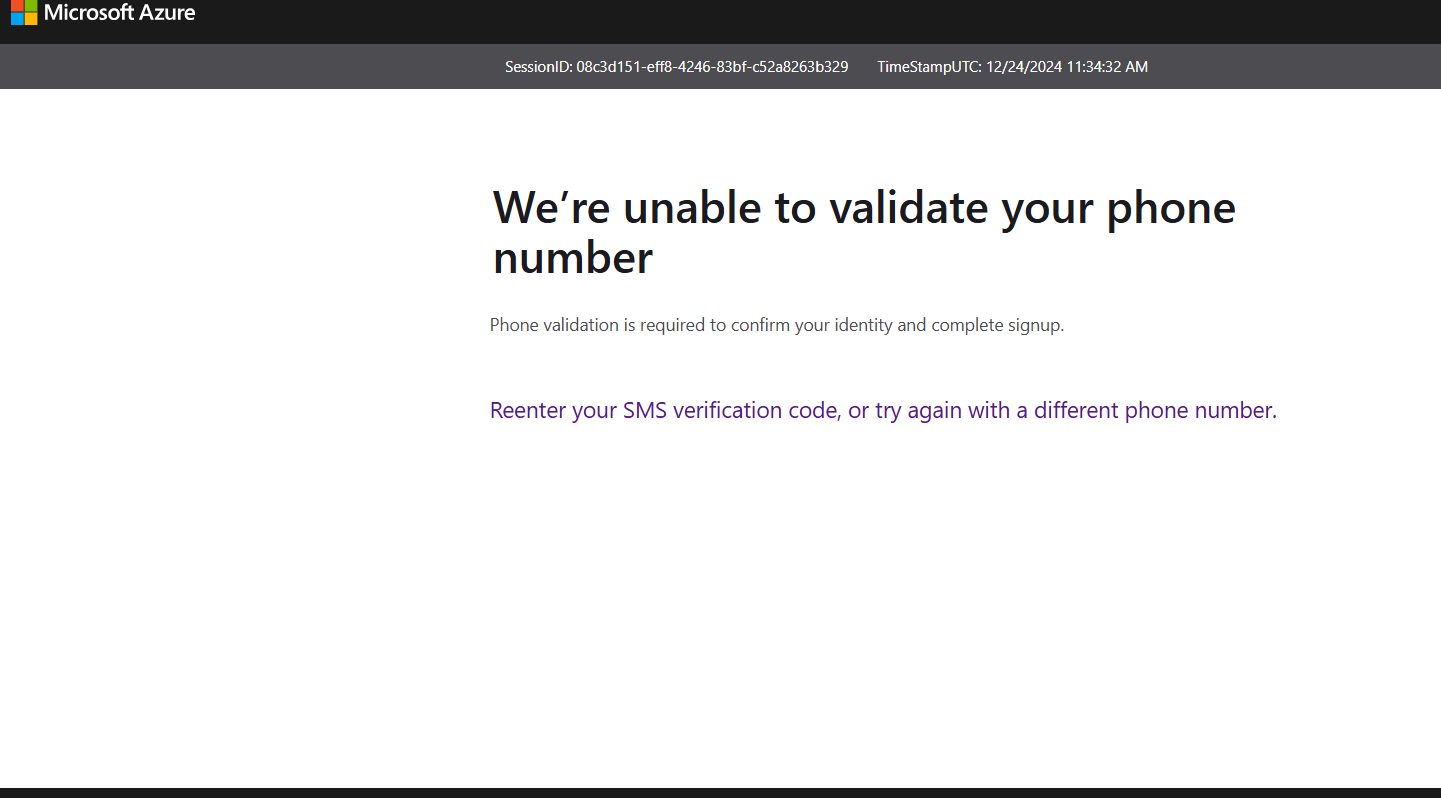 Microsoft Azure
SessionID: 08c3d151-eff8-4246-83bf-c52a8263b329 TimeStampUTC: 12/24/2024 11:34:32 AM
We’re unable to validate your phone
number
Phone validation is required to confirm your identity and complete signup.
Reenter your SMS verification code, or try again with a different phone number.